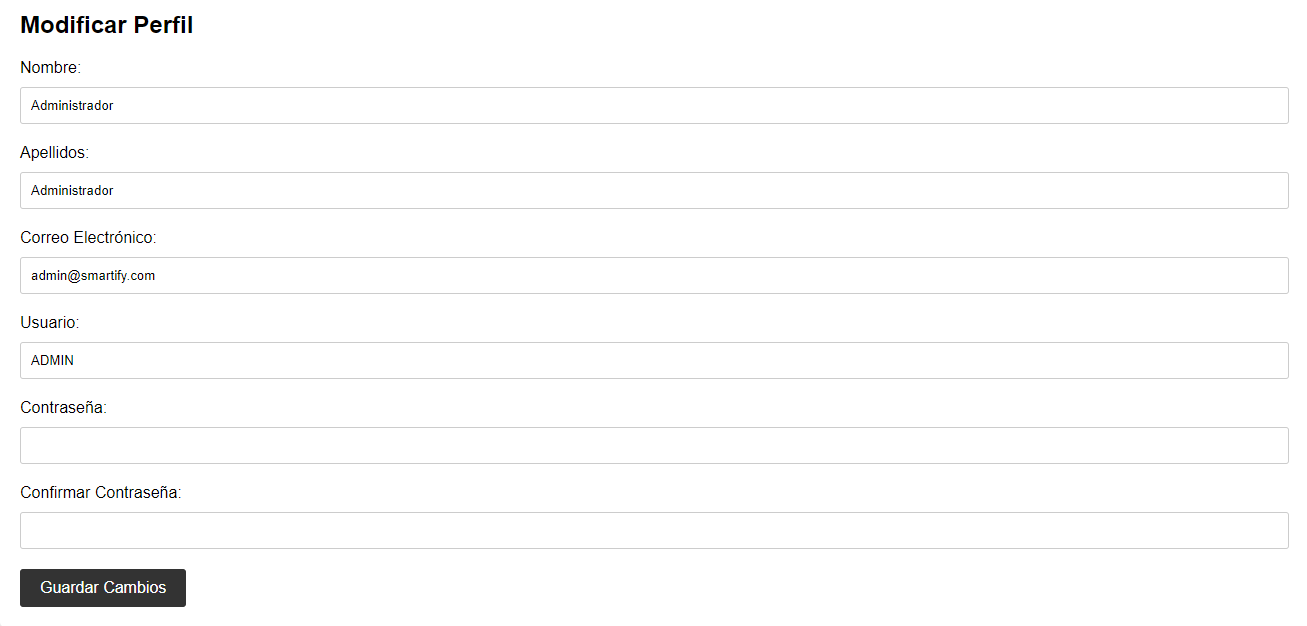 Modificar Perfil
Nombre:
Administrador
Apellidos:
Administrador
Correo Electrónico:
admin@smartify.com
Usuario:
ADMIN
Contraseña:
Confirmar Contraseña:
Guardar Cambios